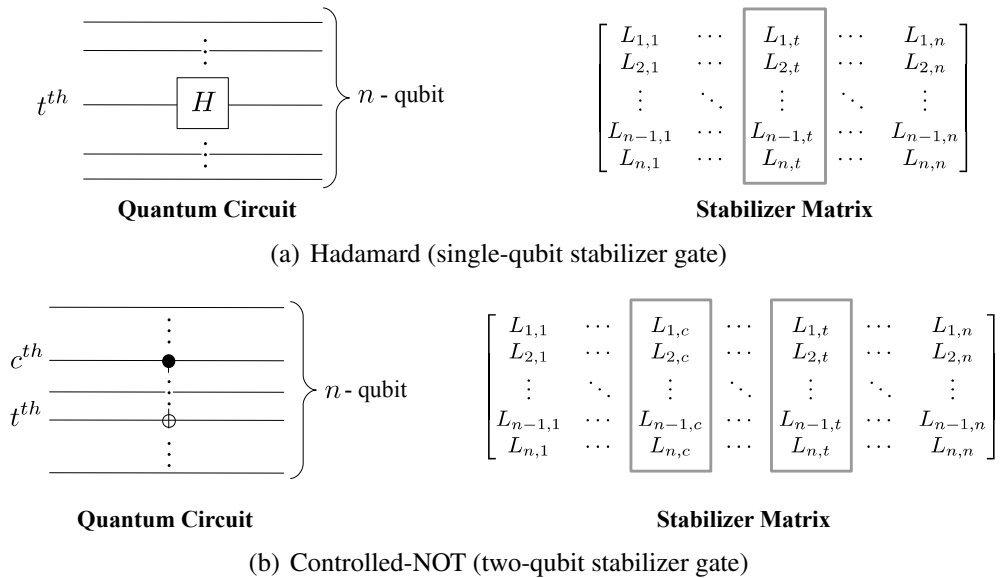 t^{th} H n - qubit
L_{1,1} ⋯ L_{1,t} ⋯ L_{1,n}
L_{2,1} ⋯ L_{2,t} ⋯ L_{2,n}
⋮ ⋱ ⋮ ⋱ ⋮
L_{n-1,1} ⋯ L_{n-1,t} ⋯ L_{n-1,n}
L_{n,1} ⋯ L_{n,t} ⋯ L_{n,n}
Quantum Circuit Stabilizer Matrix
(a) Hadamard (single-qubit stabilizer gate)
c^{th}
t^{th}
n - qubit
L_{1,1} ⋯ L_{1,c} ⋯ L_{1,t} ⋯ L_{1,n}
L_{2,1} ⋯ L_{2,c} ⋯ L_{2,t} ⋯ L_{2,n}
⋮ ⋱ ⋮ ⋱ ⋮ ⋱ ⋮
L_{n-1,1} ⋯ L_{n-1,c} ⋯ L_{n-1,t} ⋯ L_{n-1,n}
L_{n,1} ⋯ L_{n,c} ⋯ L_{n,t} ⋯ L_{n,n}
Quantum Circuit Stabilizer Matrix
(b) Controlled-NOT (two-qubit stabilizer gate)